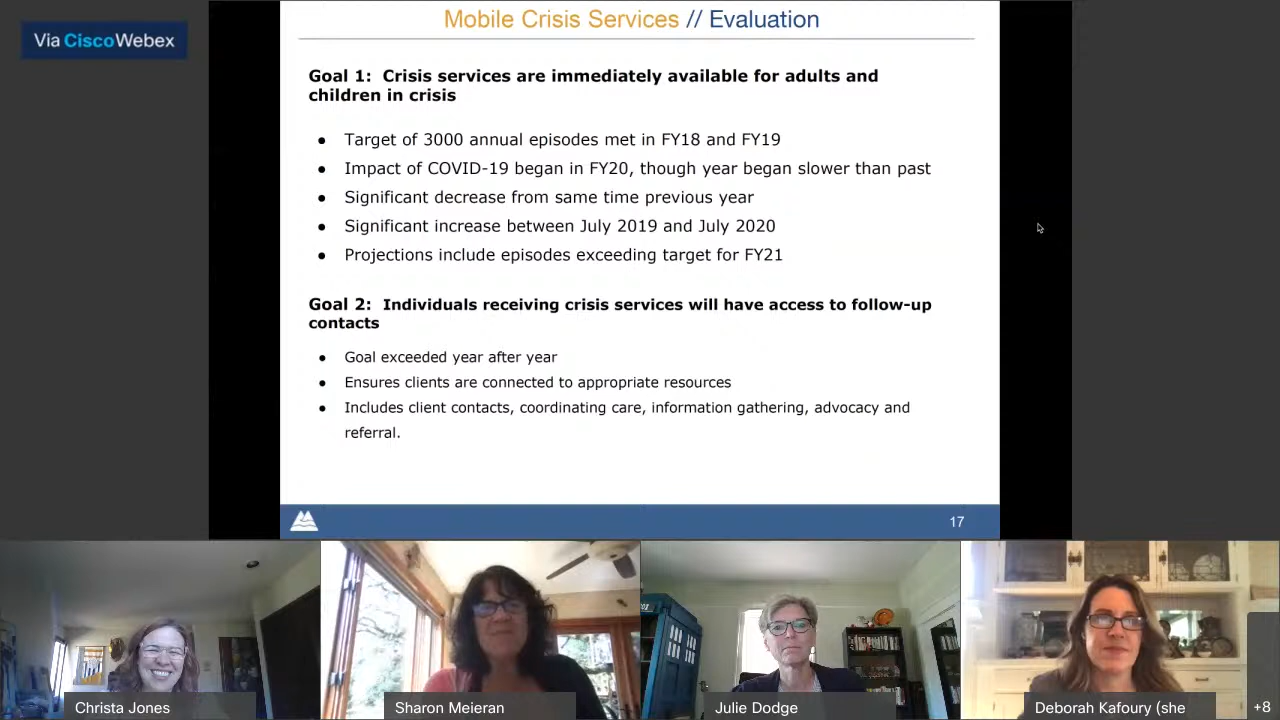 Via CiscoWebex
Mobile Crisis Services // Evaluation
Goal 1: Crisis services are immediately available for adults and
children in crisis
● Target of 3000 annual episodes met in FY18 and FY19
● Impact of COVID-19 began in FY20, though year began slower than past
● Significant decrease from same time previous year
● Significant increase between July 2019 and July 2020
● Projections include episodes exceeding target for FY21
Goal 2: Individuals receiving crisis services will have access to follow-up
contacts
● Goal exceeded year after year
● Ensures clients are connected to appropriate resources
● Includes client contacts, coordinating care, information gathering, advocacy and
referral.
17
Christa Jones
Sharon Meieran
Julie Dodge
Deborah Kafoury (she
+8